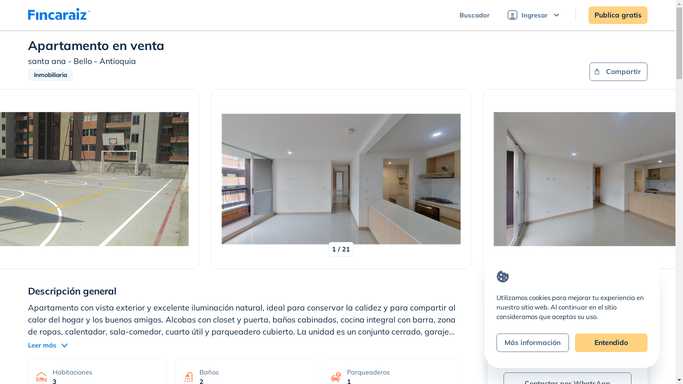 Fincaraiz
Buscador
Ingresar
Publica gratis
Apartamento en venta
santa ana - Bello - Antioquia
Inmobiliaria
Compartir
1 / 21
Descripción general
Apartamento con vista exterior y excelente iluminación natural, ideal para conservar la calidez y para compartir al
calor del hogar y los buenos amigos. Alcobas con closet y puerta, baños cabinados, cocina integral con barra, zona
de ropas, calentador, sala-comedor, cuarto útil y parqueadero cubierto. La unidad es un conjunto cerrado, garaje...
Leer más
Habitaciones
3
Baños
2
Parqueaderos
1
Utilizamos cookies para mejorar tu experiencia en
nuestro sitio web. Al continuar en el sitio
consideramos que aceptas su uso.
Más información
Entendido
Contactar por WhatsApp